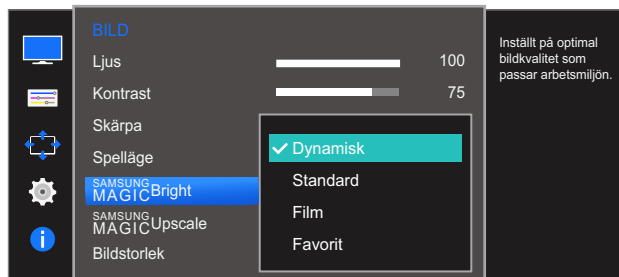 BILD
Ljus 100
Kontrast 75
Skärpa
Spelläge
SAMSUNG
MAGICBright
SAMSUNG
MAGICUpscale
Bildstorlek
Dynamisk
Standard
Film
Favorit
Inställt på optimal
bildkvalitet som
passar arbetsmiljön.